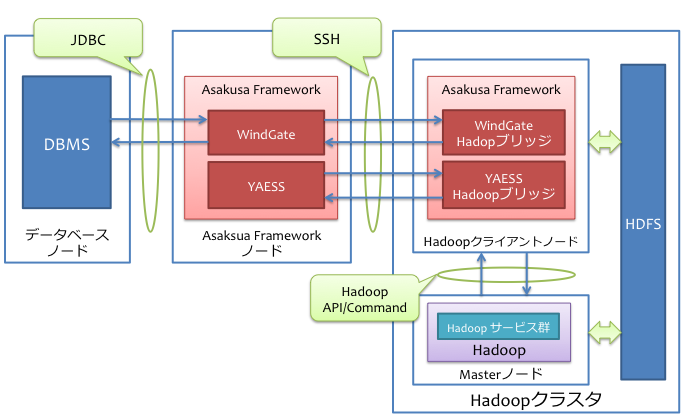 JDBC
SSH
DBMS
データベース
ノード
Asakusa Framework
WindGate
YAESS
Asaksua Framework
ノード
Asakusa Framework
WindGate
Hadopブリッジ
YAESS
Hadoopブリッジ
Hadoopクライアントノード
HDFS
Hadoop
API/Command
Hadoop サービス群
Hadoop
Masterノード
Hadoopクラスタ